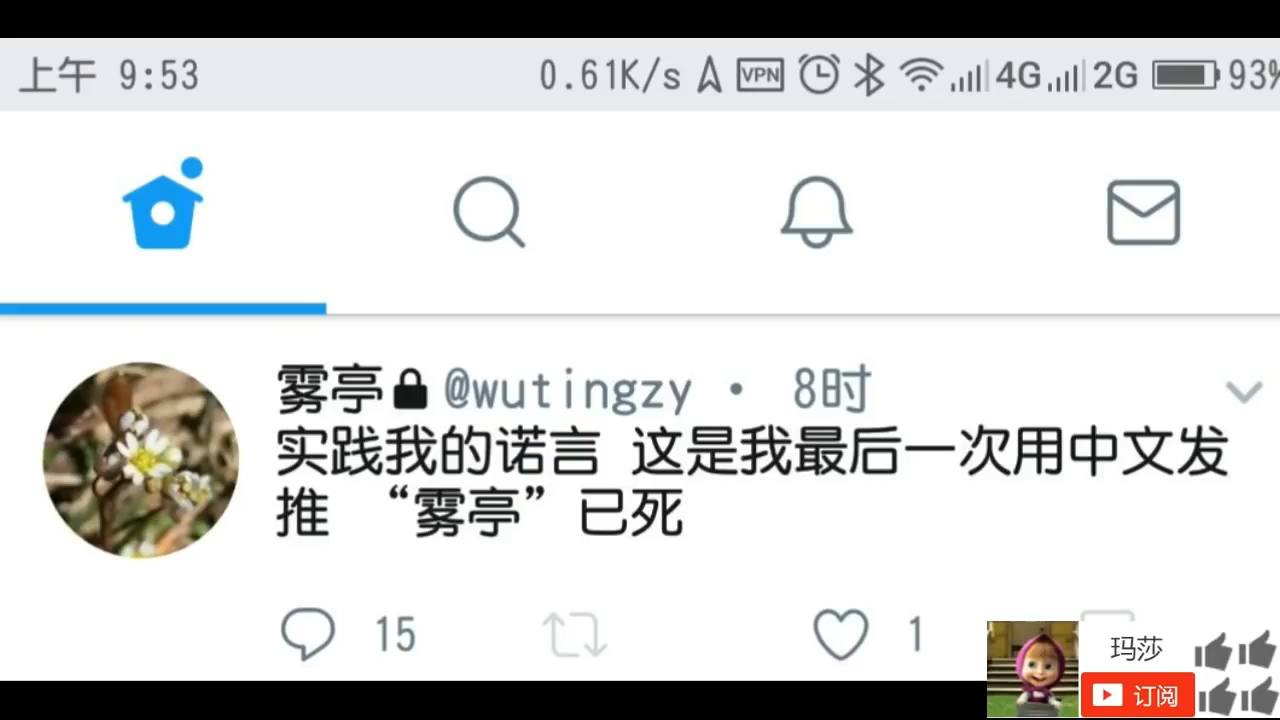 上午 9:53 0.61K/s VPN 4G 2G 93%
雾亭 @wutingzy · 8时
实践我的诺言 这是我最后一次用中文发
推 “雾亭”已死
15 1
玛莎
订阅